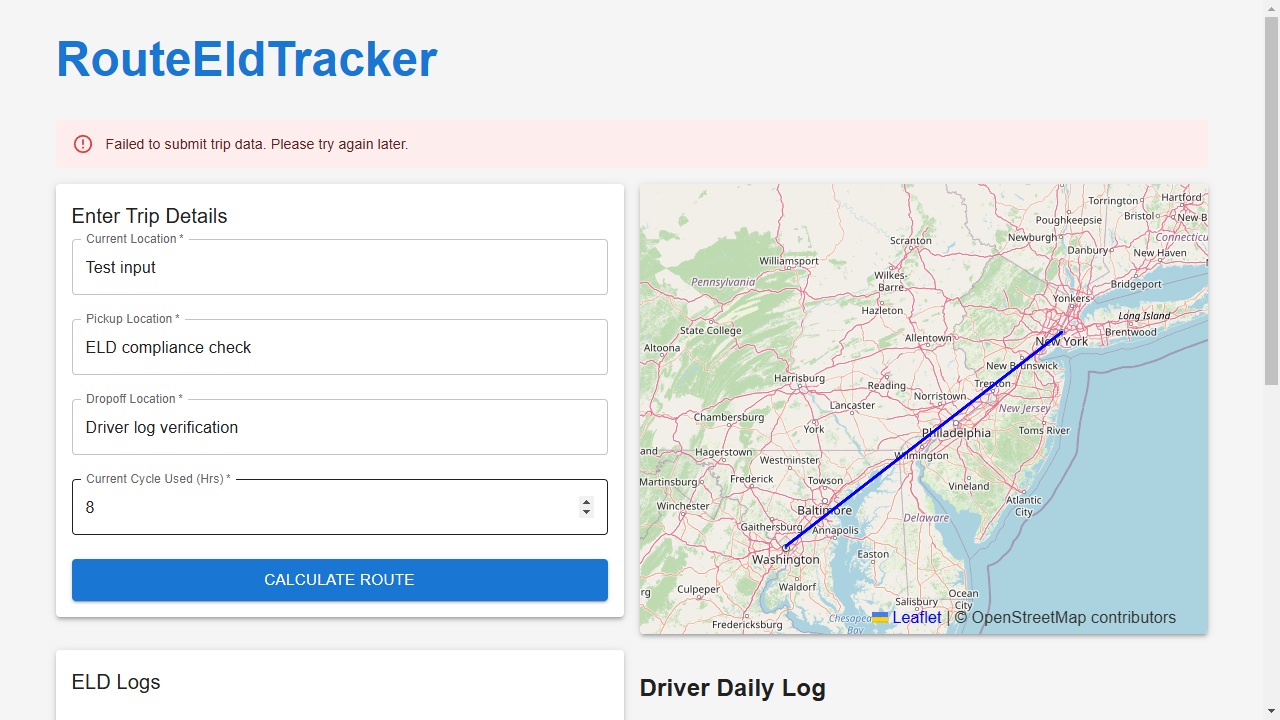 RouteEldTracker
Failed to submit trip data. Please try again later.
Enter Trip Details
Current Location *
Test input
Pickup Location *
ELD compliance check
Dropoff Location *
Driver log verification
Current Cycle Used (Hrs) *
8
CALCULATE ROUTE
ELD Logs
Torrington
Hartford
Poughkeepsie
Bristol
New B
Scranton
Newburgh
Danbury
Connecticu
New Haven
Williamsport
Wilkes-
Barre
Pennsylvania
Bridgeport
Yonkers
Hazleton
Long Island
State College
Brentwood
Altoona
Allentown
New York
New Brunswick
Harrisburg
Reading
Trenton
Lancaster
Norristown
New Jersey
Chambersburg
York
Philadelphia
Toms River
and
Hagerstown
Wilmington
Westminster
Martinsburg
Frederick
Towson
Vineland
Atlantic
City
Winchester
Baltimore
Delaware
Gaithersburg
Annapolis
Washington
Easton
Culpeper
Waldorf
rg
Ocean
City
Salisbury
Fredericksburg
Chesapea
Bay
Leaflet | © OpenStreetMap contributors
Driver Daily Log